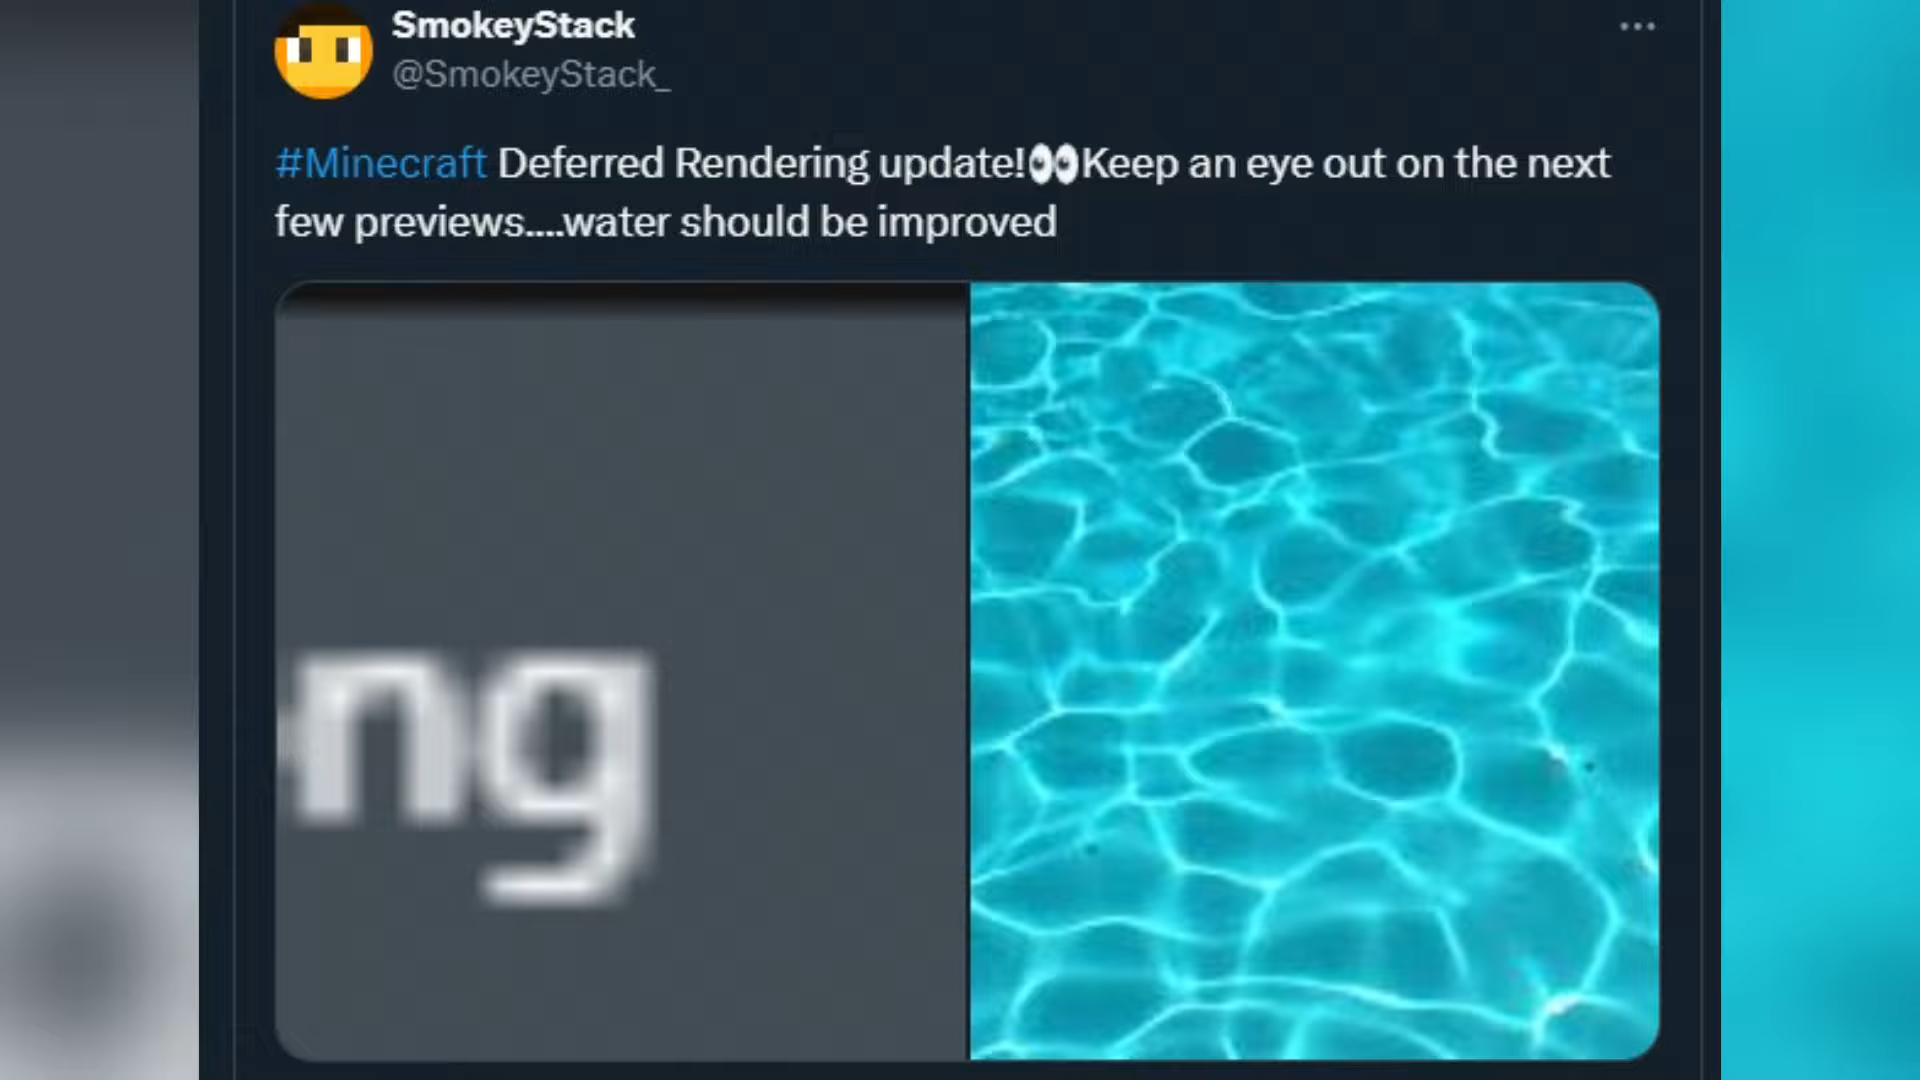 SmokeyStack
@SmokeyStack_
#Minecraft Deferred Rendering update!👀Keep an eye out on the next
few previews....water should be improved
ng